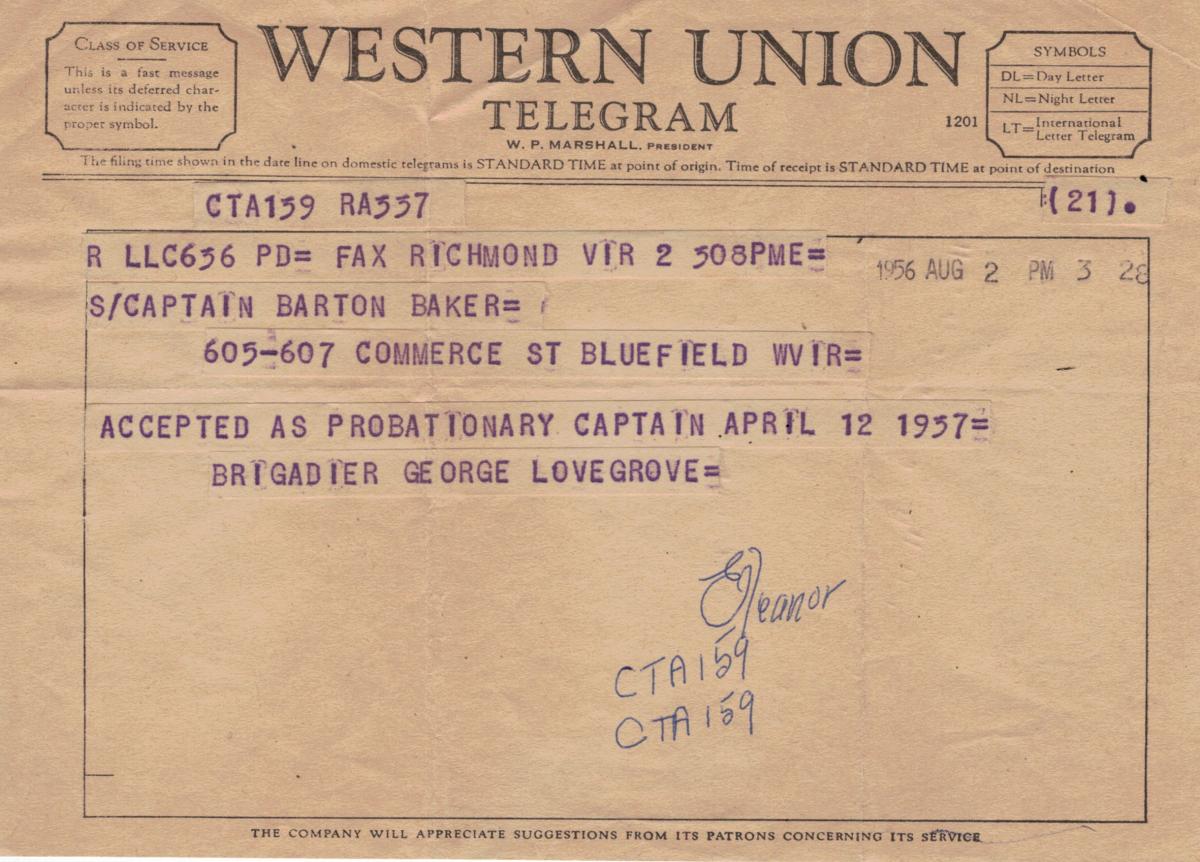 CLASS OF SERVICE
This is a fast message
unless its deferred char-
acter is indicated by the
proper symbol.
WESTERN UNION
TELEGRAM
W. P. MARSHALL, PRESIDENT
1201
SYMBOLS
DL=Day Letter
NL=Night Letter
LT=International Letter Telegram
The filing time shown in the date line on domestic telegrams is STANDARD TIME at point of origin. Time of receipt is STANDARD TIME at point of destination
CTA159 RA337 :(21).
R LLC636 PD= FAX RICHMOND VIR 2 308PME=
1956 AUG 2 PM 3 28
S/CAPTAIN BARTON BAKER=
605-607 COMMERCE ST BLUEFIELD WVIR=
ACCEPTED AS PROBATIONARY CAPTAIN APRIL 12 1957=
BRIGADIER GEORGE LOVEGROVE=
Eleanor
CTA159
CTA159
THE COMPANY WILL APPRECIATE SUGGESTIONS FROM ITS PATRONS CONCERNING ITS SERVICE